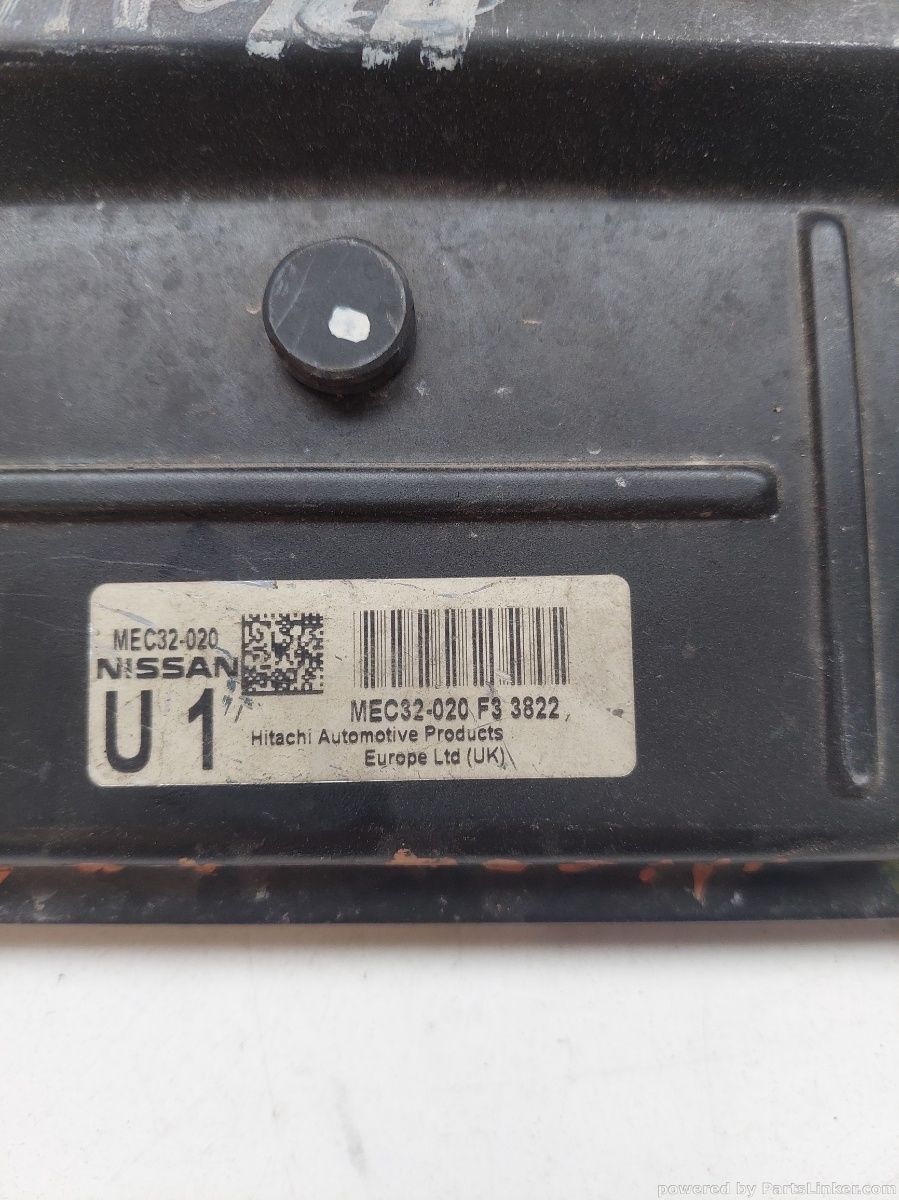 MEC32-020
NISSAN
U 1
MEC32-020 F3 3822
Hitachi Automotive Products
Europe Ltd (UK)
powered by PartsLinker.com